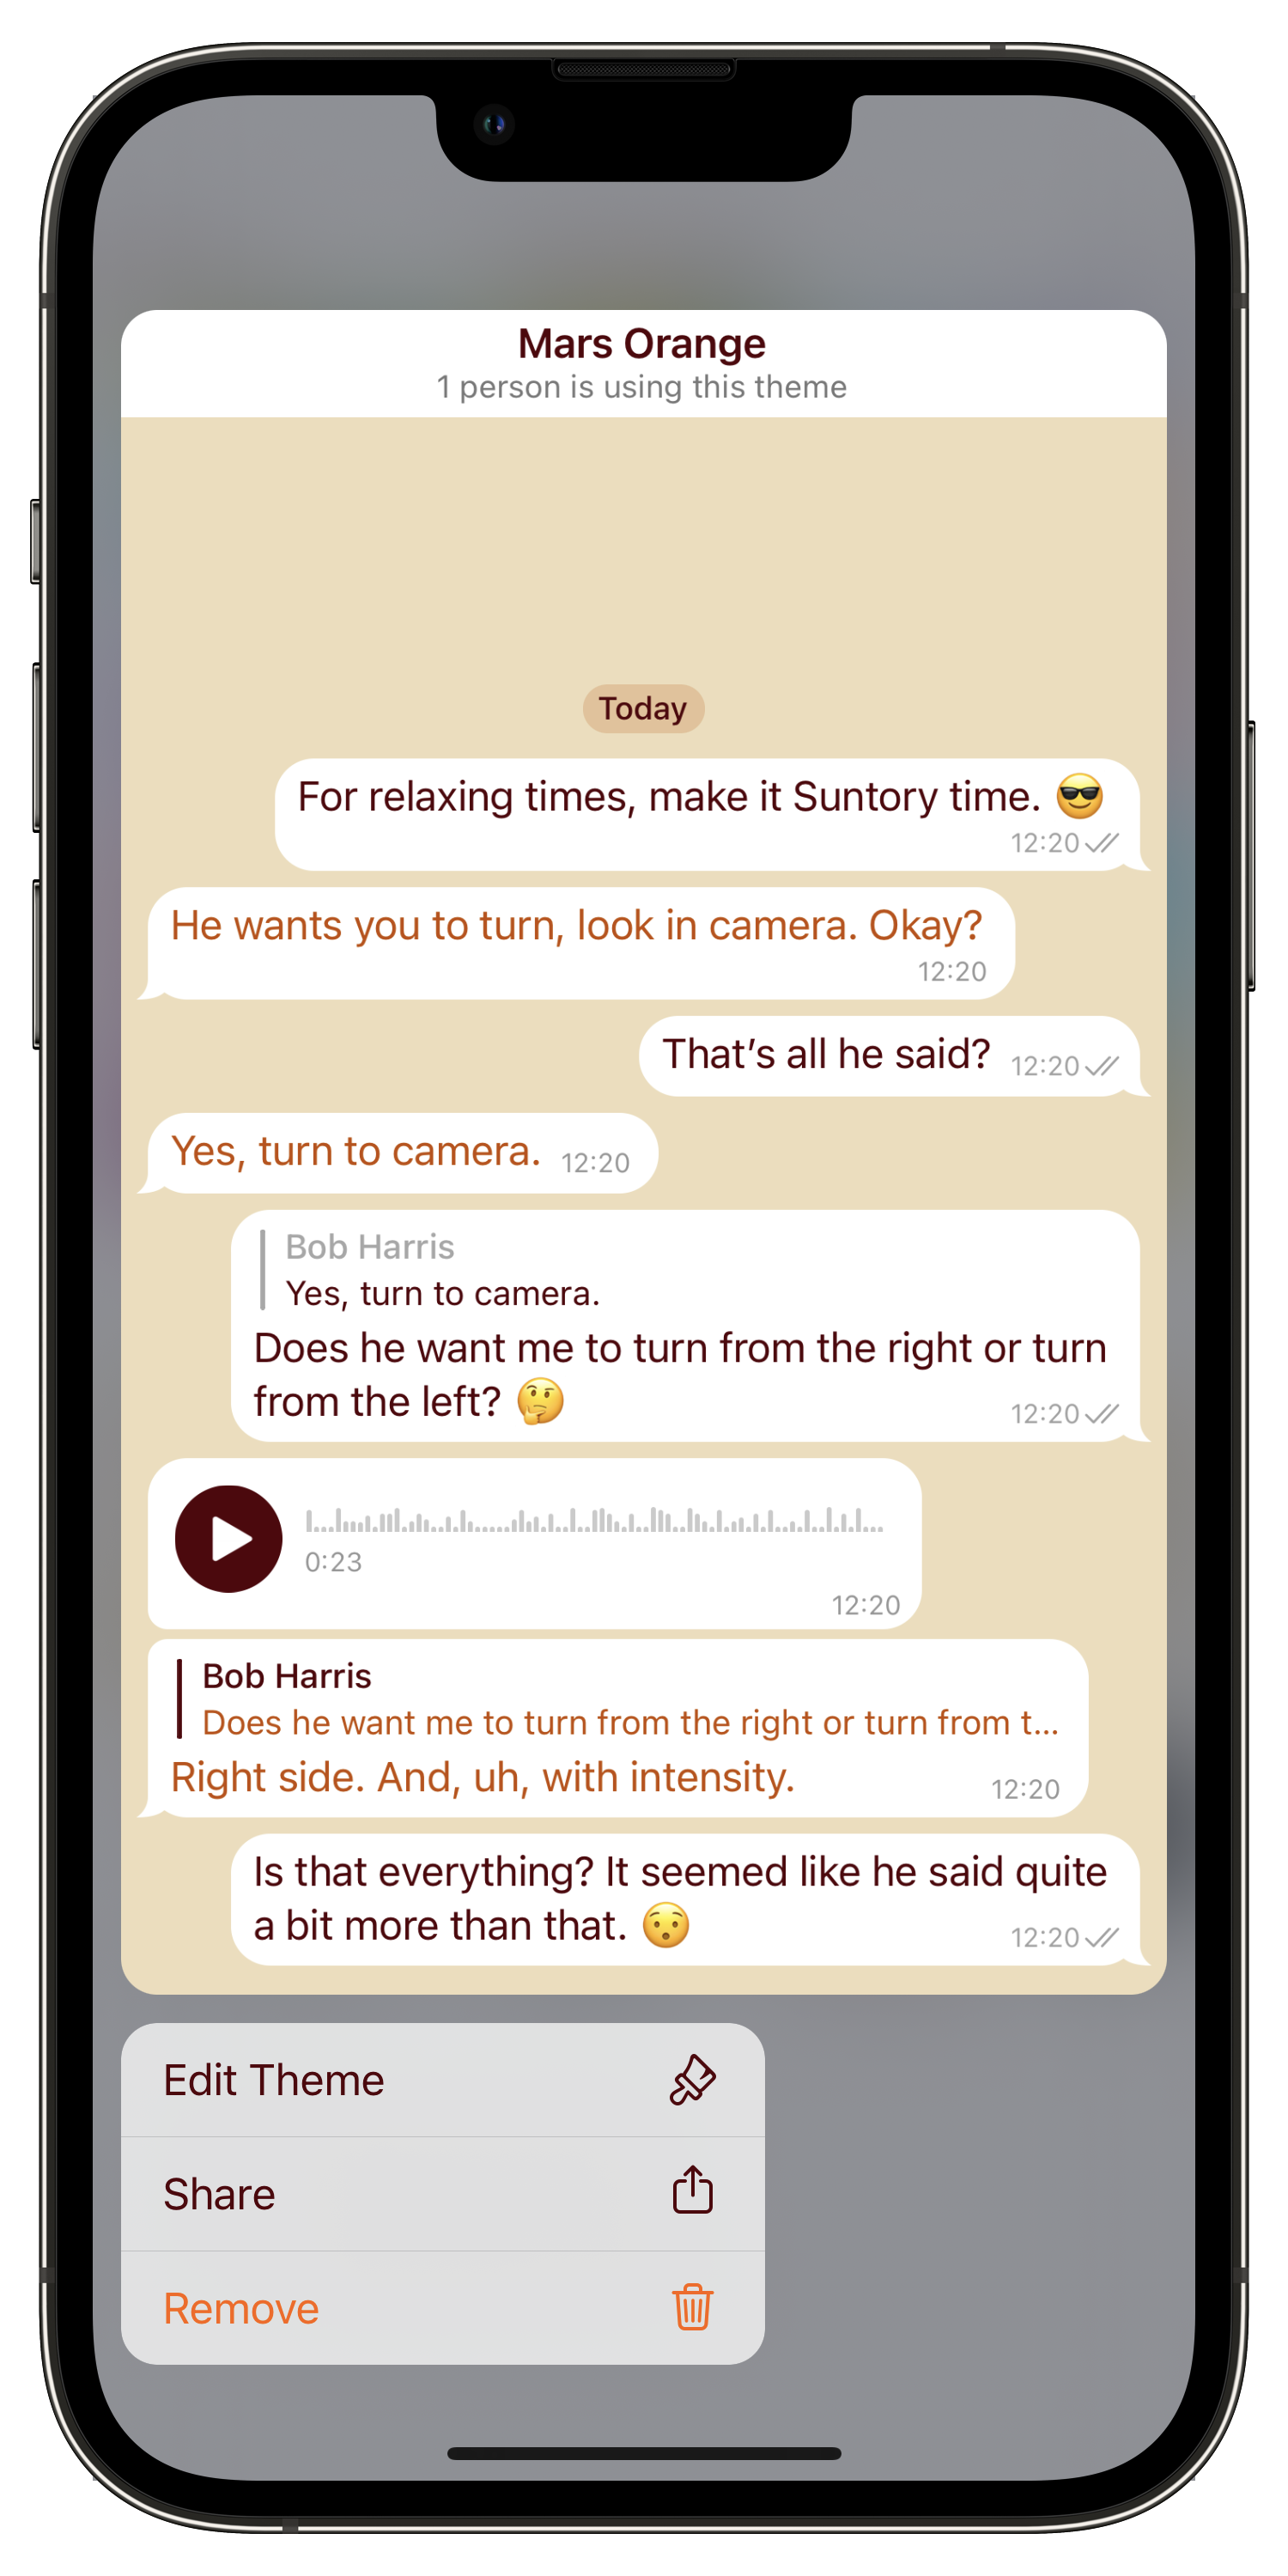 Mars Orange
1 person is using this theme
Today
For relaxing times, make it Suntory time. 😎
12:20
He wants you to turn, look in camera. Okay?
12:20
That’s all he said? 12:20
Yes, turn to camera. 12:20
Bob Harris
Yes, turn to camera.
Does he want me to turn from the right or turn
from the left? 🤔 12:20
0:23
12:20
Bob Harris
Does he want me to turn from the right or turn from t...
Right side. And, uh, with intensity. 12:20
Is that everything? It seemed like he said quite
a bit more than that. 😯 12:20
Edit Theme
Share
Remove